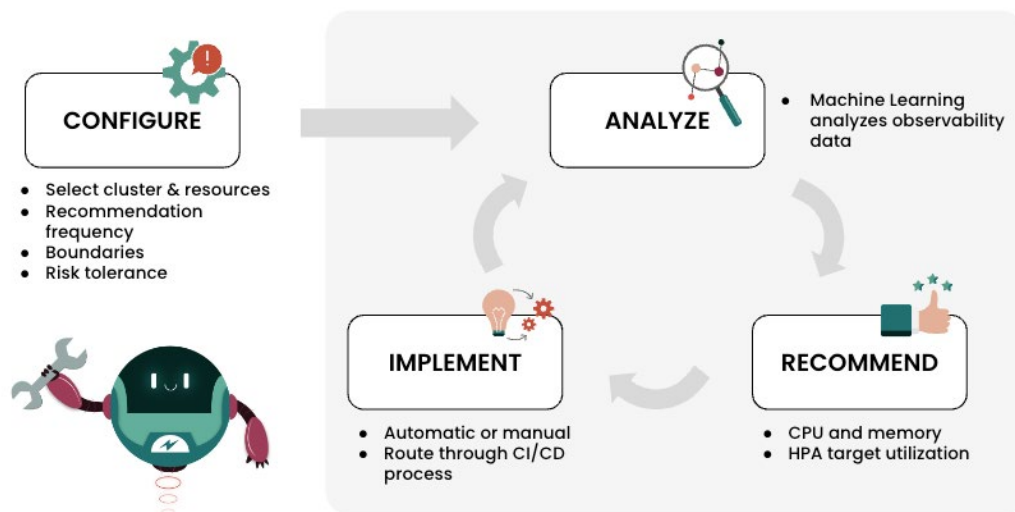 CONFIGURE
● Select cluster & resources
● Recommendation
frequency
● Boundaries
● Risk tolerance
!
ANALYZE
● Machine Learning
analyzes observability
data
IMPLEMENT
● Automatic or manual
● Route through CI/CD
process
RECOMMEND
● CPU and memory
● HPA target utilization